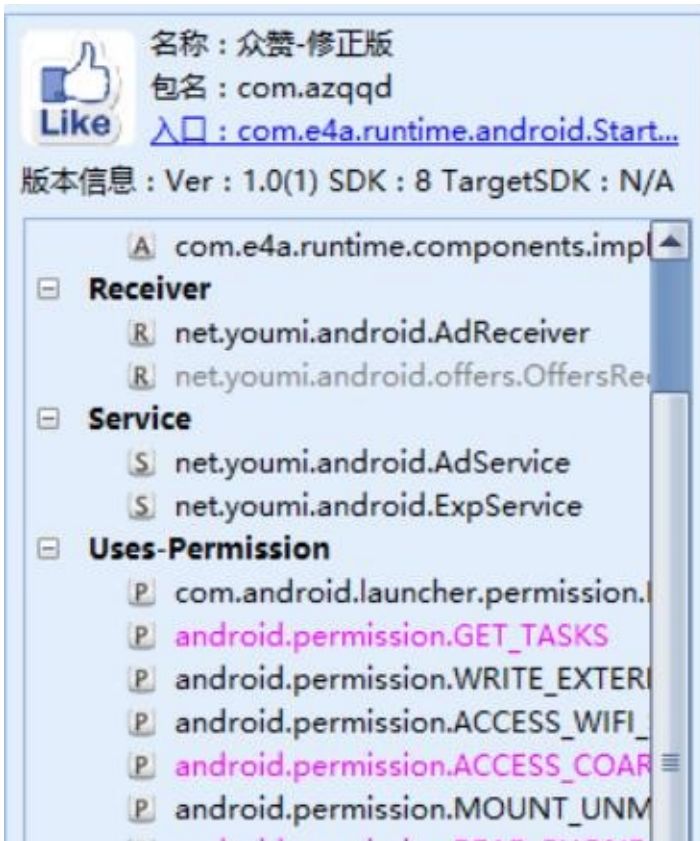 名称：众赞-修正版
包名：com.azqqd
Like
入口：com.e4a.runtime.android.Start...
版本信息：Ver：1.0(1) SDK：8 TargetSDK：N/A
A com.e4a.runtime.components.impl
Receiver
R net.youmi.android.AdReceiver
R net.youmi.android.offers.OffersRe
Service
S net.youmi.android.AdService
S net.youmi.android.ExpService
Uses-Permission
P com.android.launcher.permission.
P android.permission.GET_TASKS
P android.permission.WRITE_EXTER
P android.permission.ACCESS_WIFI_
P android.permission.ACCESS_COAR
P android.permission.MOUNT_UNM